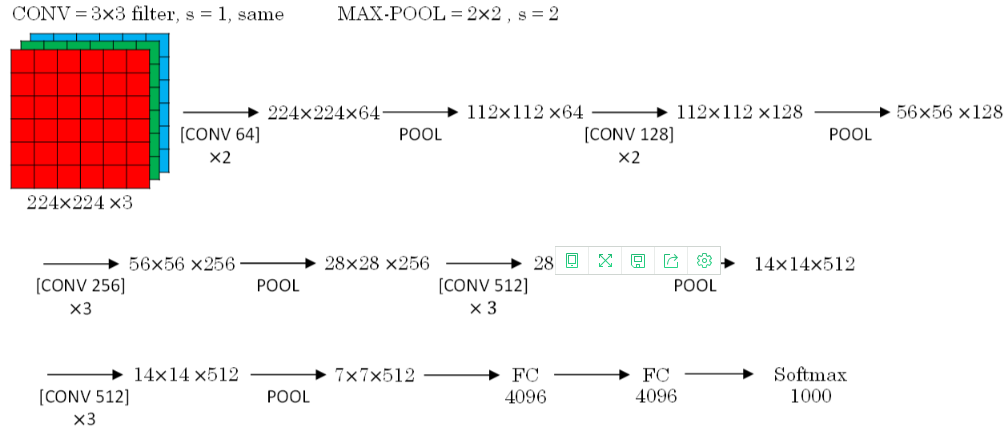 CONV = 3×3 filter, s = 1, same MAX-POOL = 2×2 , s = 2
224×224 ×3
[CONV 64]
×2
224×224×64
POOL
112×112 ×64
[CONV 128]
×2
112×112 ×128
POOL
56×56 ×128
[CONV 256]
×3
56×56 ×256
POOL
28×28 ×256
[CONV 512]
× 3
28
POOL
14×14×512
[CONV 512]
×3
14×14 ×512
POOL
7×7×512
FC
4096
FC
4096
Softmax
1000